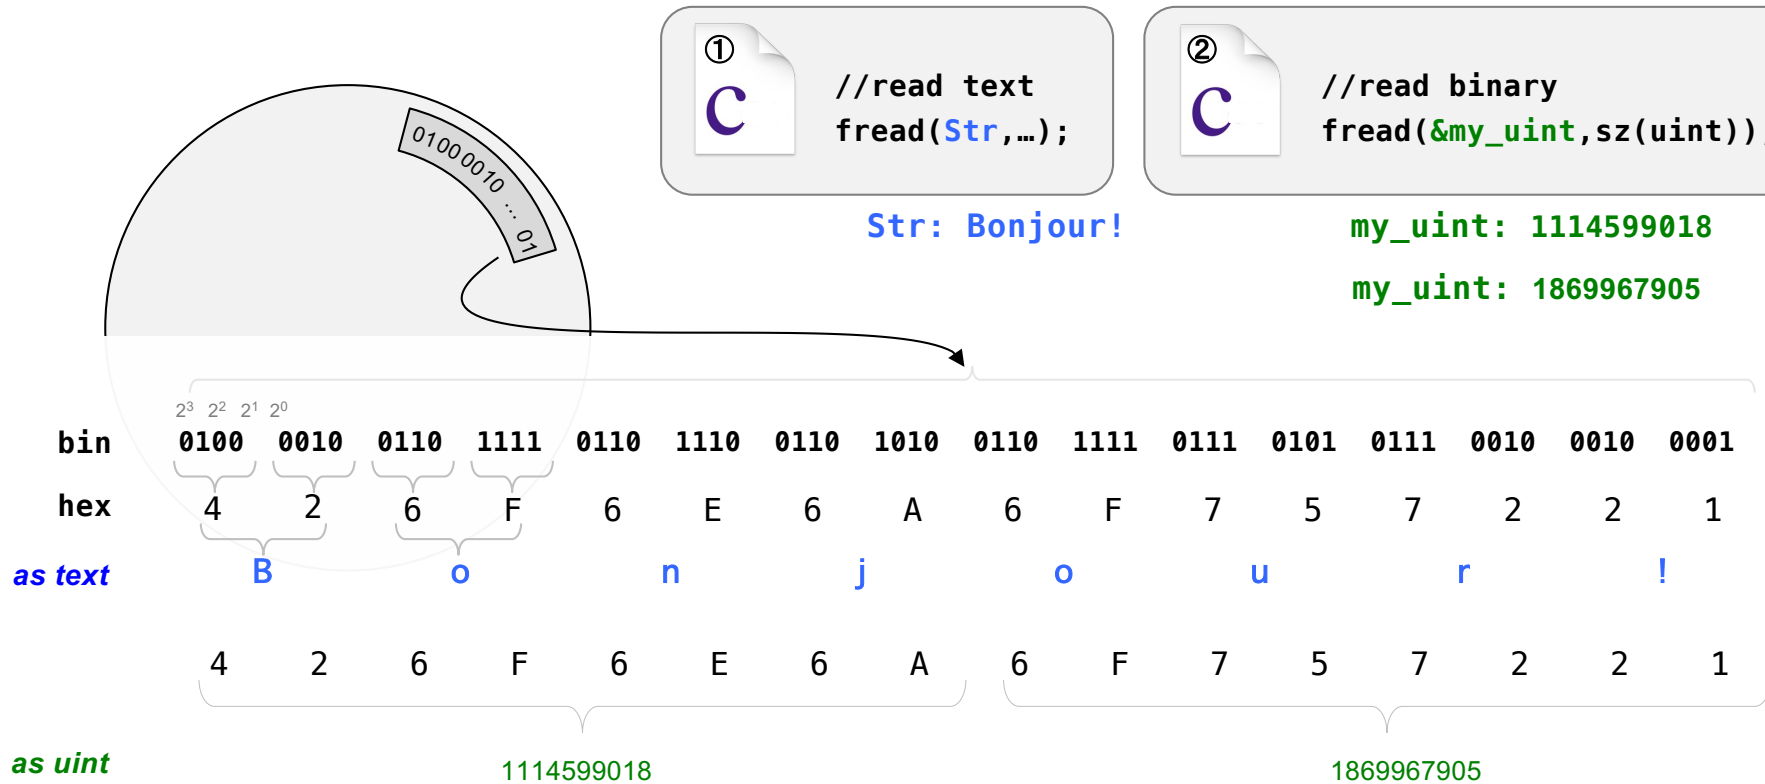 ① C //read text
fread(Str,…);
② C //read binary
fread(&my_uint,sz(uint))
01000010 ... 01
Str: Bonjour!
my_uint: 1114599018
my_uint: 1869967905
2³ 2² 2¹ 2⁰
bin 0100 0010 0110 1111 0110 1110 0110 1010 0110 1111 0111 0101 0111 0010 0010 0001
hex 4 2 6 F 6 E 6 A 6 F 7 5 7 2 2 1
as text B o n j o u r !
4 2 6 F 6 E 6 A 6 F 7 5 7 2 2 1
as uint 1114599018 1869967905